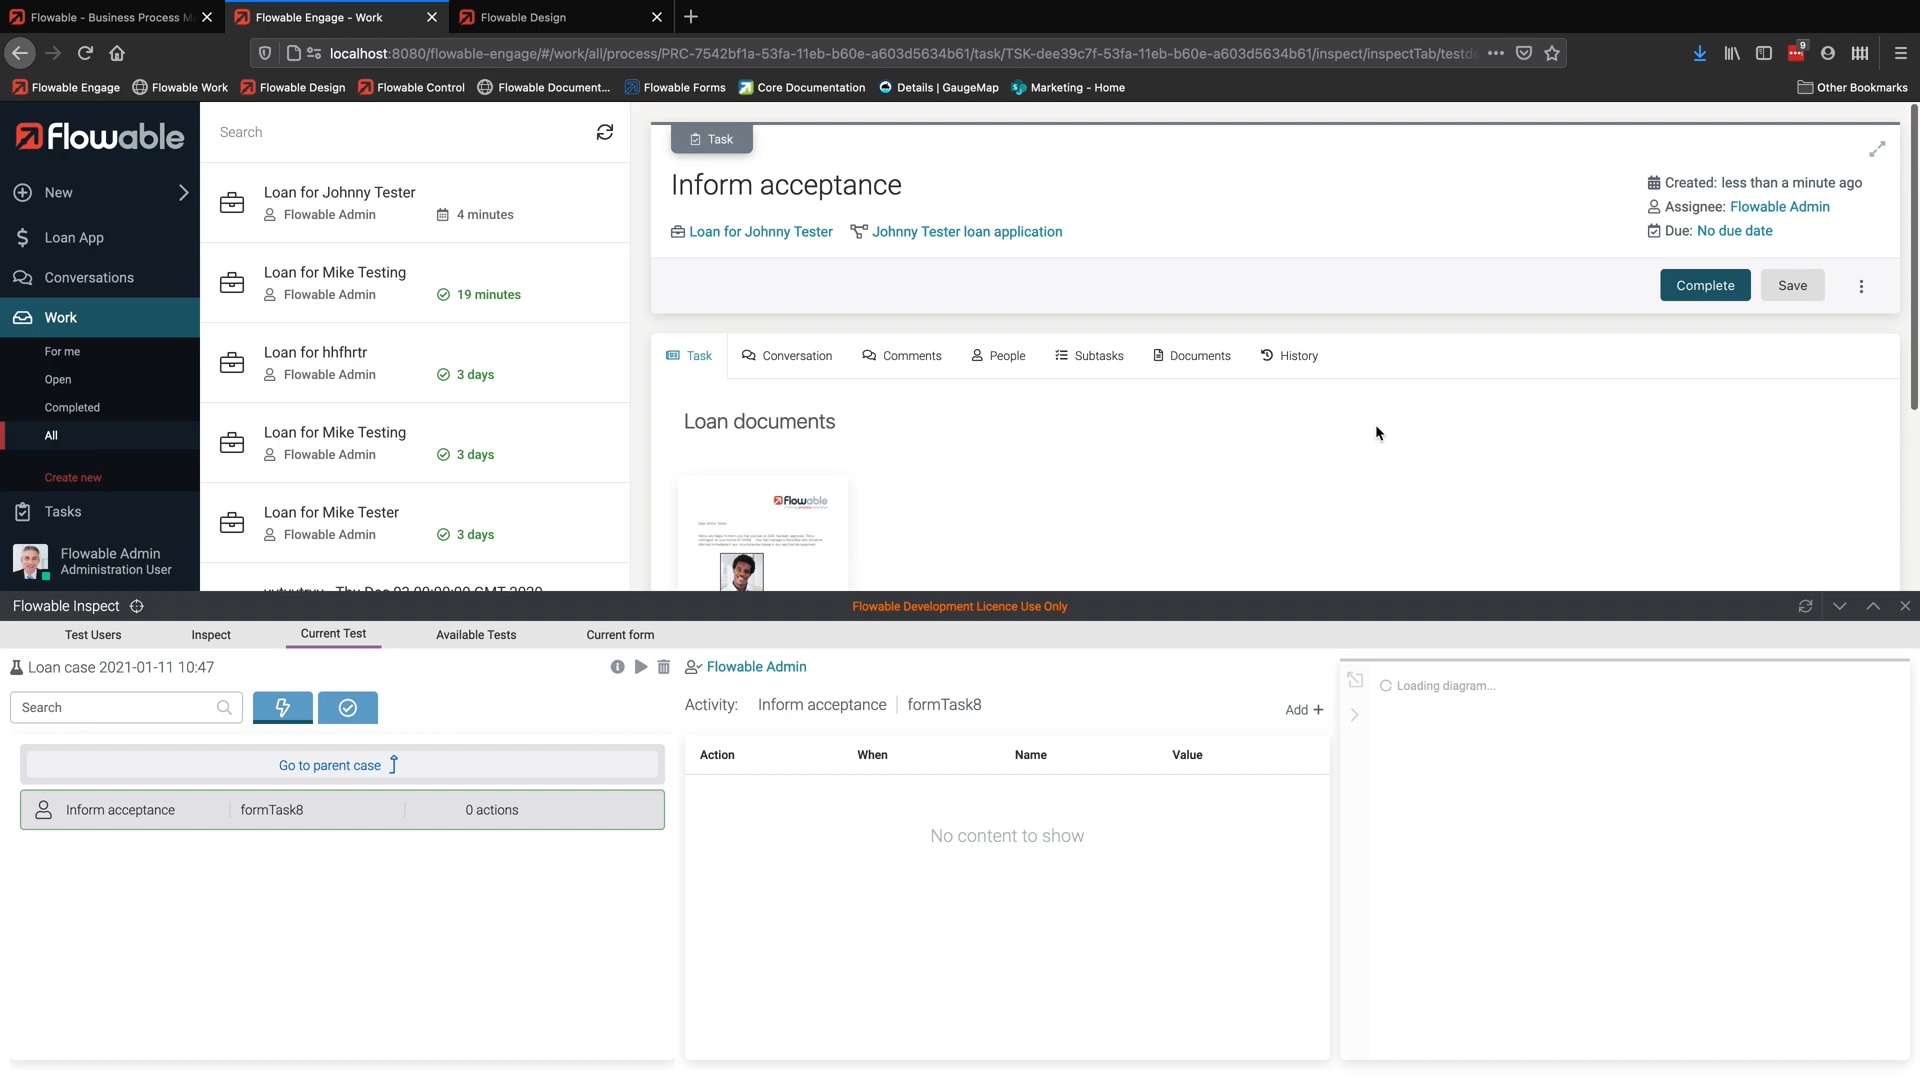 Flowable - Business Process M
Flowable Engage - Work
Flowable Design
localhost:8080/flowable-engage/#/work/all/process/PRC-7542bf1a-53fa-11eb-b60e-a603d5634b61/task/TSK-dee39c7f-53fa-11eb-b60e-a603d5634b61/inspect/inspectTab/testde
9
Flowable Engage
Flowable Work
Flowable Design
Flowable Control
Flowable Document...
Flowable Forms
Core Documentation
Details | GaugeMap
Marketing - Home
Other Bookmarks
Flowable
New
Loan App
Conversations
Work
For me
Open
Completed
All
Create new
Tasks
Flowable Admin
Administration User
Search
Loan for Johnny Tester
Flowable Admin
4 minutes
Loan for Mike Testing
Flowable Admin
19 minutes
Loan for hhfhrtr
Flowable Admin
3 days
Loan for Mike Testing
Flowable Admin
3 days
Loan for Mike Tester
Flowable Admin
3 days
Task
Inform acceptance
Loan for Johnny Tester
Johnny Tester loan application
Created: less than a minute ago
Assignee: Flowable Admin
Due: No due date
Complete
Save
Task
Conversation
Comments
People
Subtasks
Documents
History
Loan documents
Flowable
Flowable Inspect
Flowable Development Licence Use Only
Test Users
Inspect
Current Test
Available Tests
Current form
Loan case 2021-01-11 10:47
Search
Go to parent case
Inform acceptance
formTask8
0 actions
Flowable Admin
Activity: Inform acceptance
formTask8
Add +
Action
When
Name
Value
No content to show
Loading diagram...